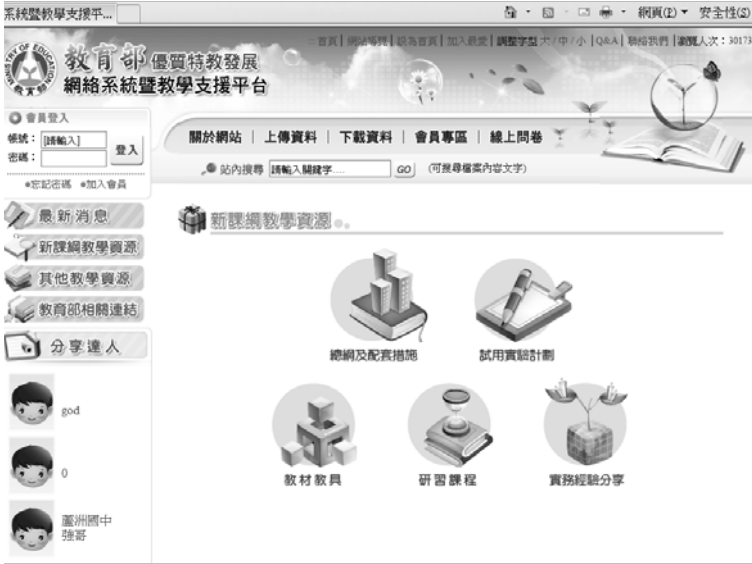 系統暨教學支援平...
網頁(P) ▼ 安全性(S)
MINISTRY OF EDUCATION
教育部
教育部 優質特教發展
網絡系統暨教學支援平台
首頁 | 網站導覽 | 設為首頁 | 加入最愛 | 調整字型 大/中/小 | Q&A | 聯絡我們 | 瀏覽人次：30173
會員登入
帳號：[請輸入]
密碼：
登入
忘記密碼 加入會員
關於網站 | 上傳資料 | 下載資料 | 會員專區 | 線上問卷
站內搜尋 請輸入關鍵字.... GO (可搜尋檔案內容文字)
最新消息
新課綱教學資源
其他教學資源
教育部相關連結
分享達人
god
0
蘆洲國中
強哥
新課綱教學資源
總綱及配套措施
試用實驗計劃
教材教具
研習課程
實務經驗分享